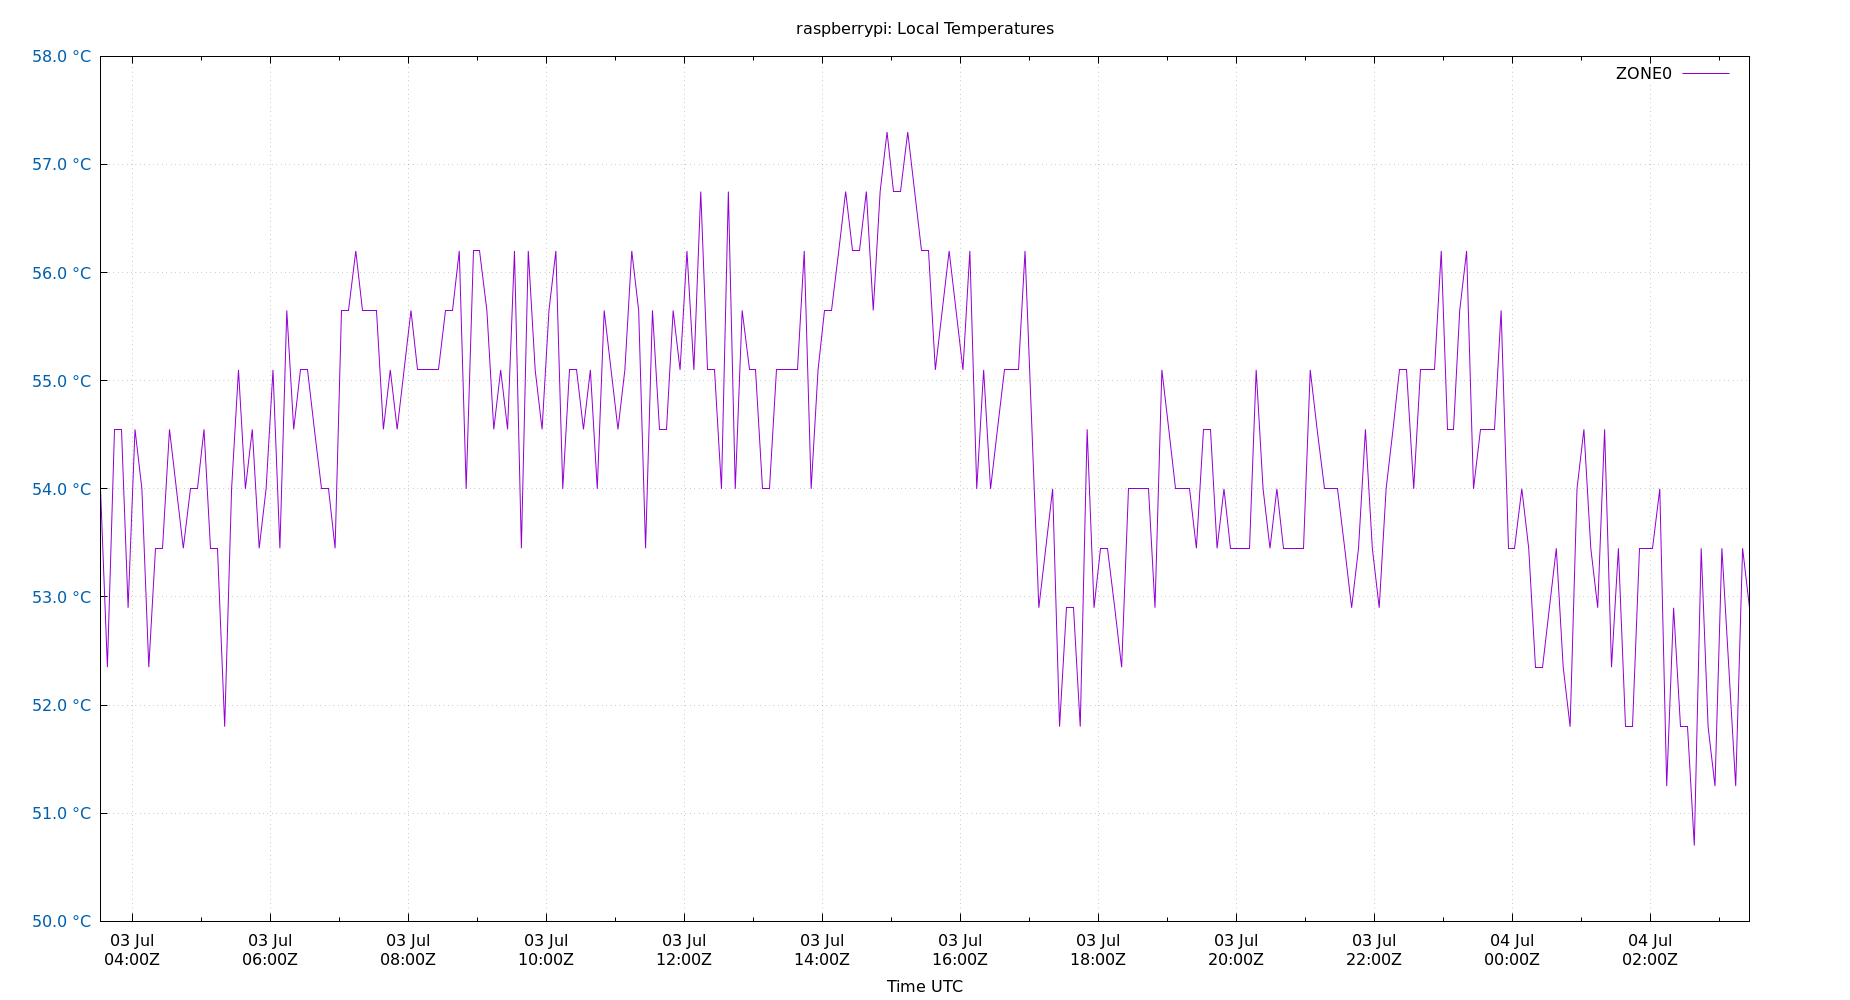 raspberrypi: Local Temperatures
58.0 °C
ZONE0
57.0 °C
56.0 °C
55.0 °C
54.0 °C
53.0 °C
52.0 °C
51.0 °C
50.0 °C
03 Jul 03 Jul 03 Jul 03 Jul 03 Jul 03 Jul 03 Jul 03 Jul 03 Jul 03 Jul 04 Jul 04 Jul
04:00Z 06:00Z 08:00Z 10:00Z 12:00Z 14:00Z 16:00Z 18:00Z 20:00Z 22:00Z 00:00Z 02:00Z
Time UTC